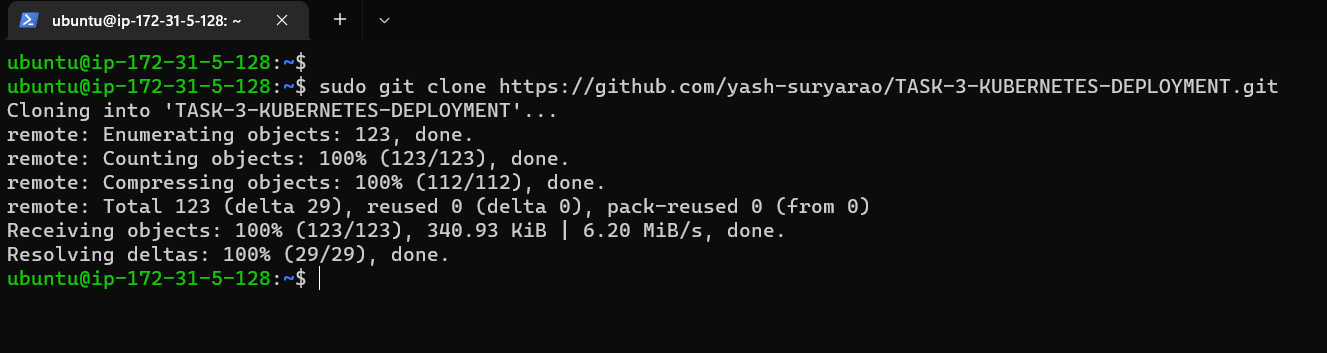 ubuntu@ip-172-31-5-128: ~
ubuntu@ip-172-31-5-128:~$
ubuntu@ip-172-31-5-128:~$ sudo git clone https://github.com/yash-suryarao/TASK-3-KUBERNETES-DEPLOYMENT.git
Cloning into 'TASK-3-KUBERNETES-DEPLOYMENT'...
remote: Enumerating objects: 123, done.
remote: Counting objects: 100% (123/123), done.
remote: Compressing objects: 100% (112/112), done.
remote: Total 123 (delta 29), reused 0 (delta 0), pack-reused 0 (from 0)
Receiving objects: 100% (123/123), 340.93 KiB | 6.20 MiB/s, done.
Resolving deltas: 100% (29/29), done.
ubuntu@ip-172-31-5-128:~$